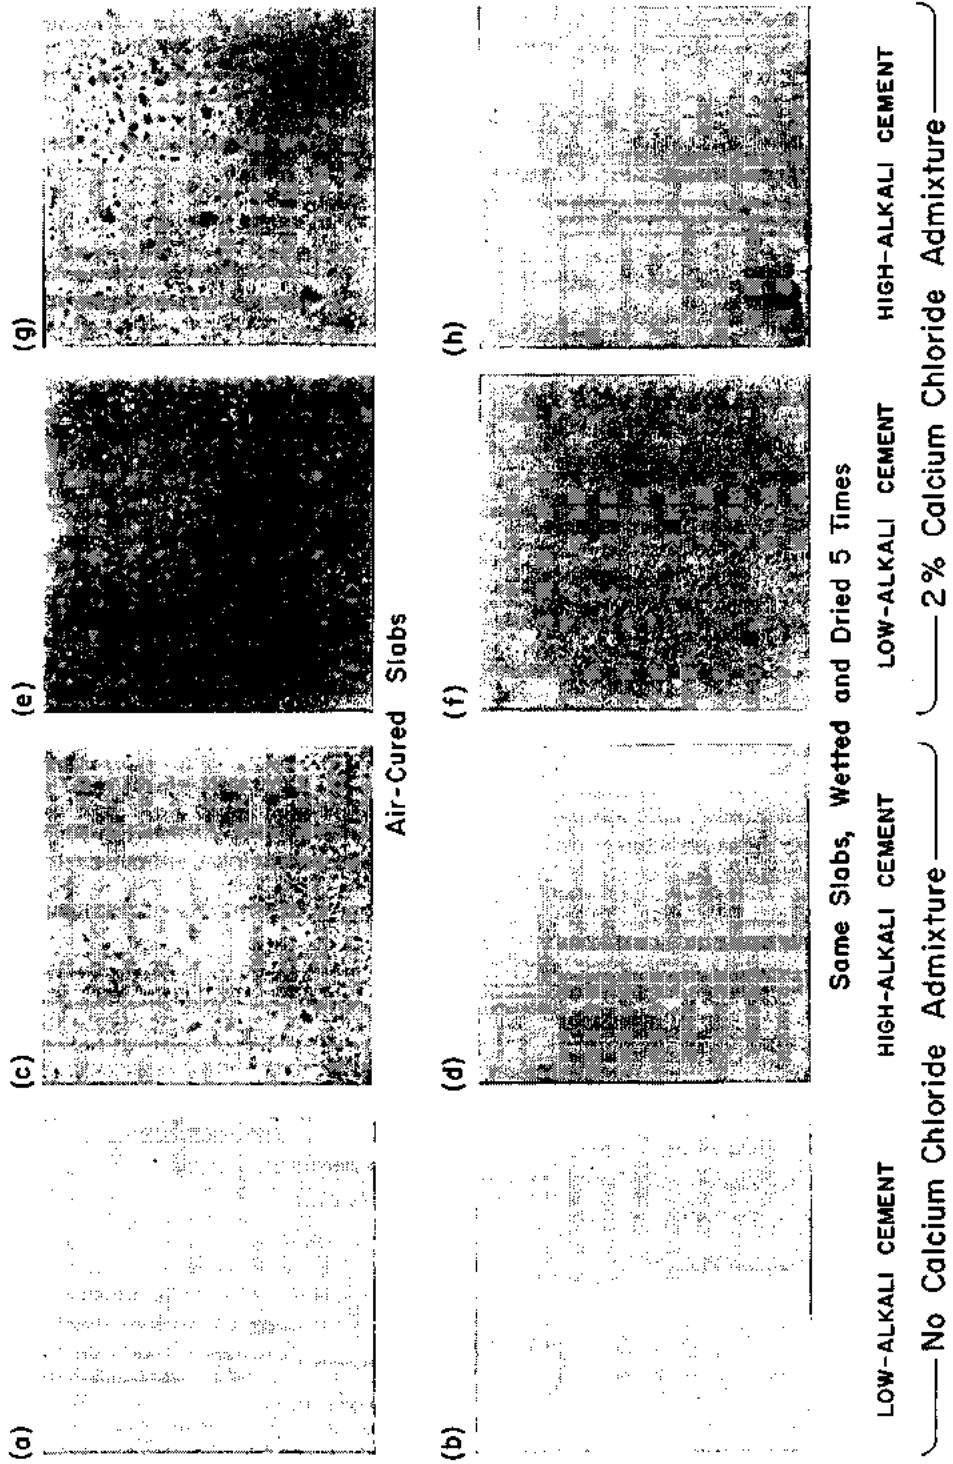 (a) (c) (e) (g)
Air-Cured Slabs
(b) (d) (f) (h)
Same Slabs, Wetted and Dried 5 Times
LOW-ALKALI CEMENT HIGH-ALKALI CEMENT LOW-ALKALI CEMENT HIGH-ALKALI CEMENT
No Calcium Chloride Admixture 2% Calcium Chloride Admixture